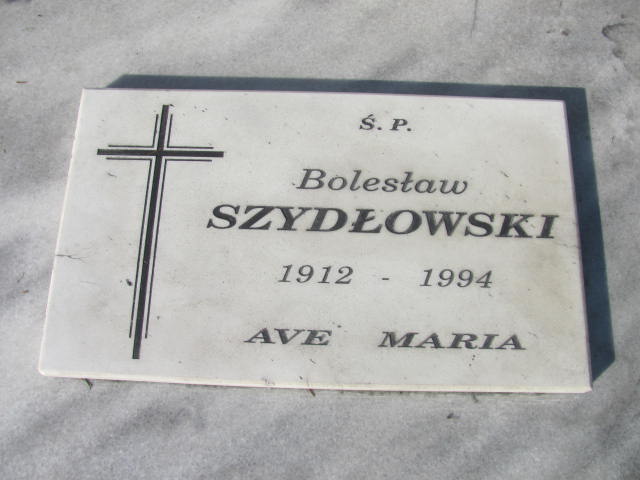 Ś. P.
Bolesław
SZYDŁOWSKI
1912 - 1994
AVE MARIA